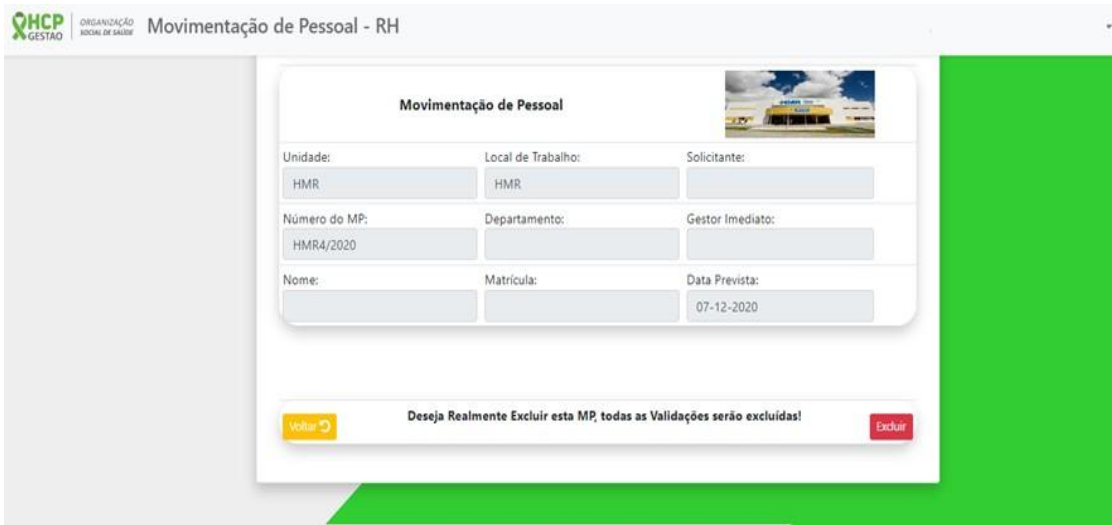 HCP
GESTAO
ORGANIZAÇÃO
SOCIAL DE SAÚDE
Movimentação de Pessoal - RH
Movimentação de Pessoal
Unidade: Local de Trabalho: Solicitante:
HMR HMR
Número do MP: Departamento: Gestor Imediato:
HMR4/2020
Nome: Matrícula: Data Prevista:
07-12-2020
Voltar Deseja Realmente Excluir esta MP, todas as Validações serão excluídas! Excluir